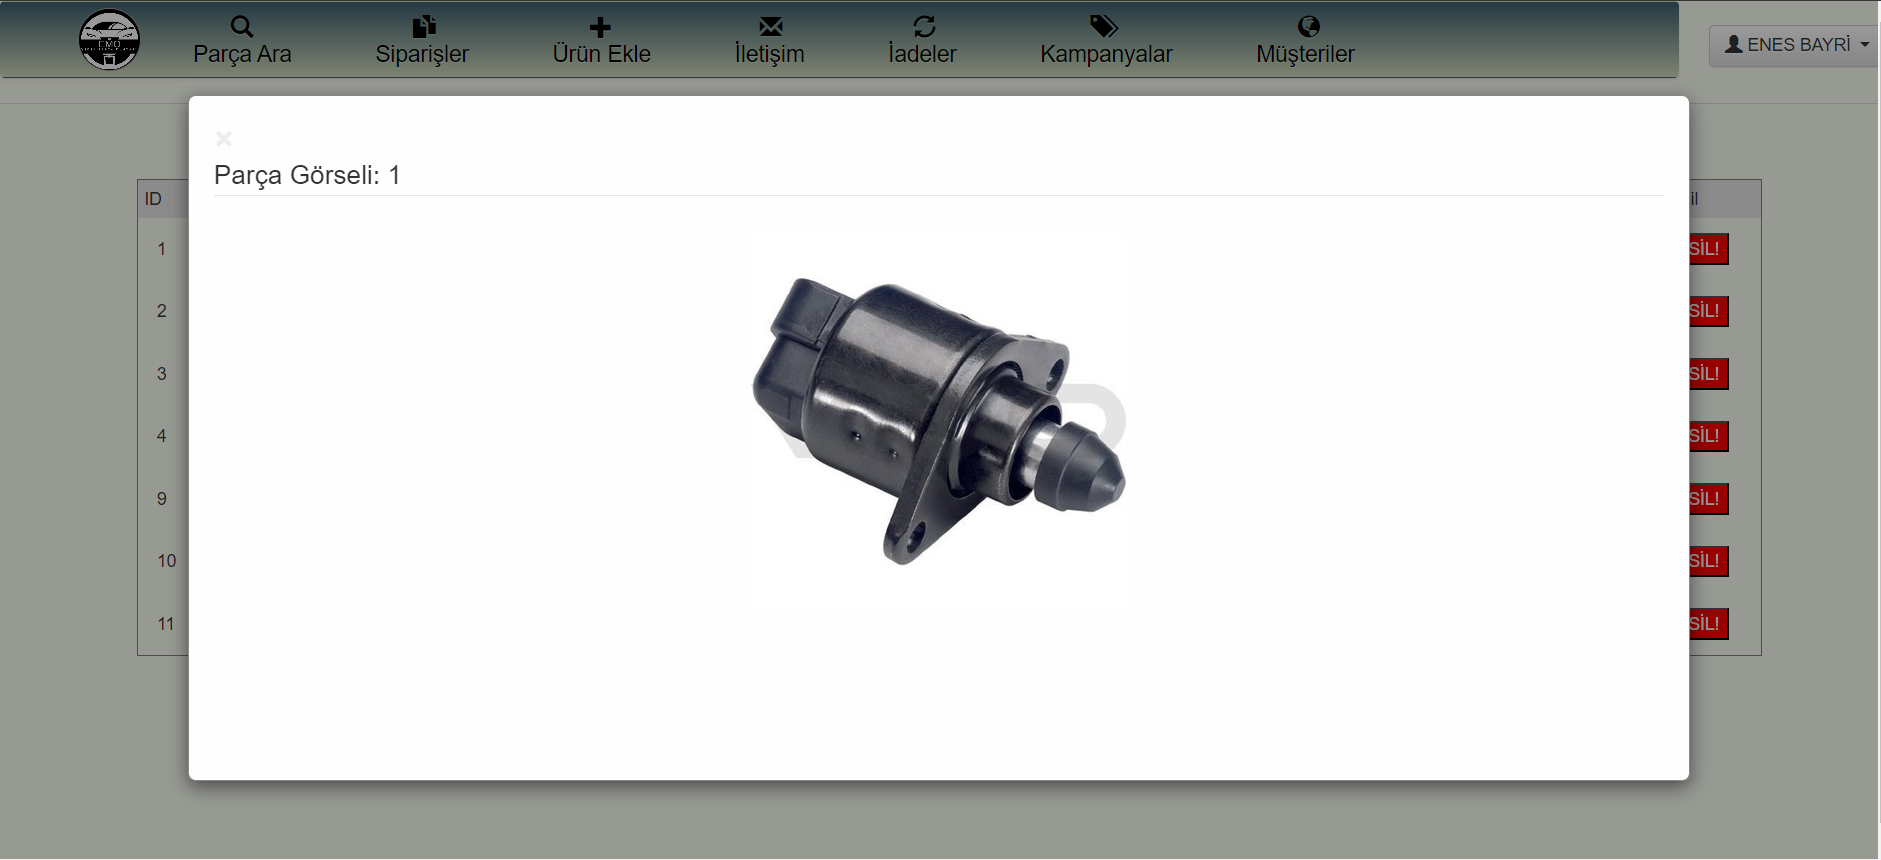 Parça Ara
Siparişler
Ürün Ekle
İletişim
İadeler
Kampanyalar
Müşteriler
ENES BAYRİ
×
Parça Görseli: 1
ID
il
1
SİL!
2
SİL!
3
SİL!
4
SİL!
9
SİL!
10
SİL!
11
SİL!